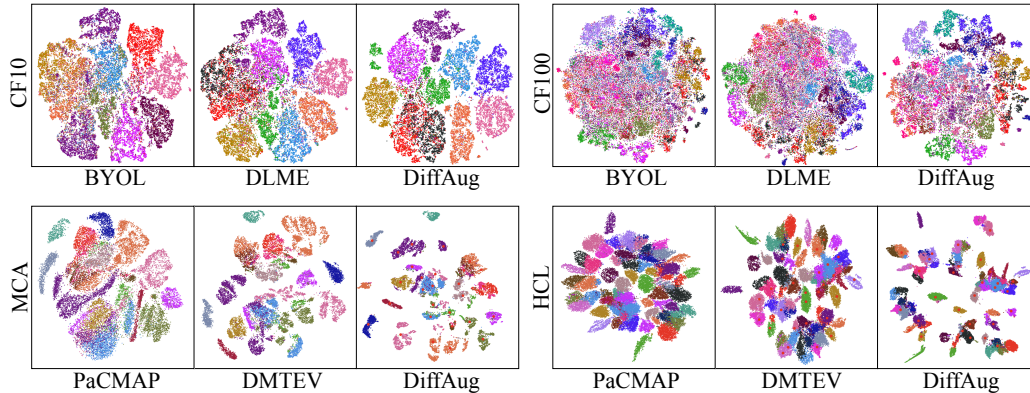 CF10
BYOL DLME DiffAug
CF100
BYOL DLME DiffAug
MCA
PaCMAP DMTEV DiffAug
HCL
PaCMAP DMTEV DiffAug